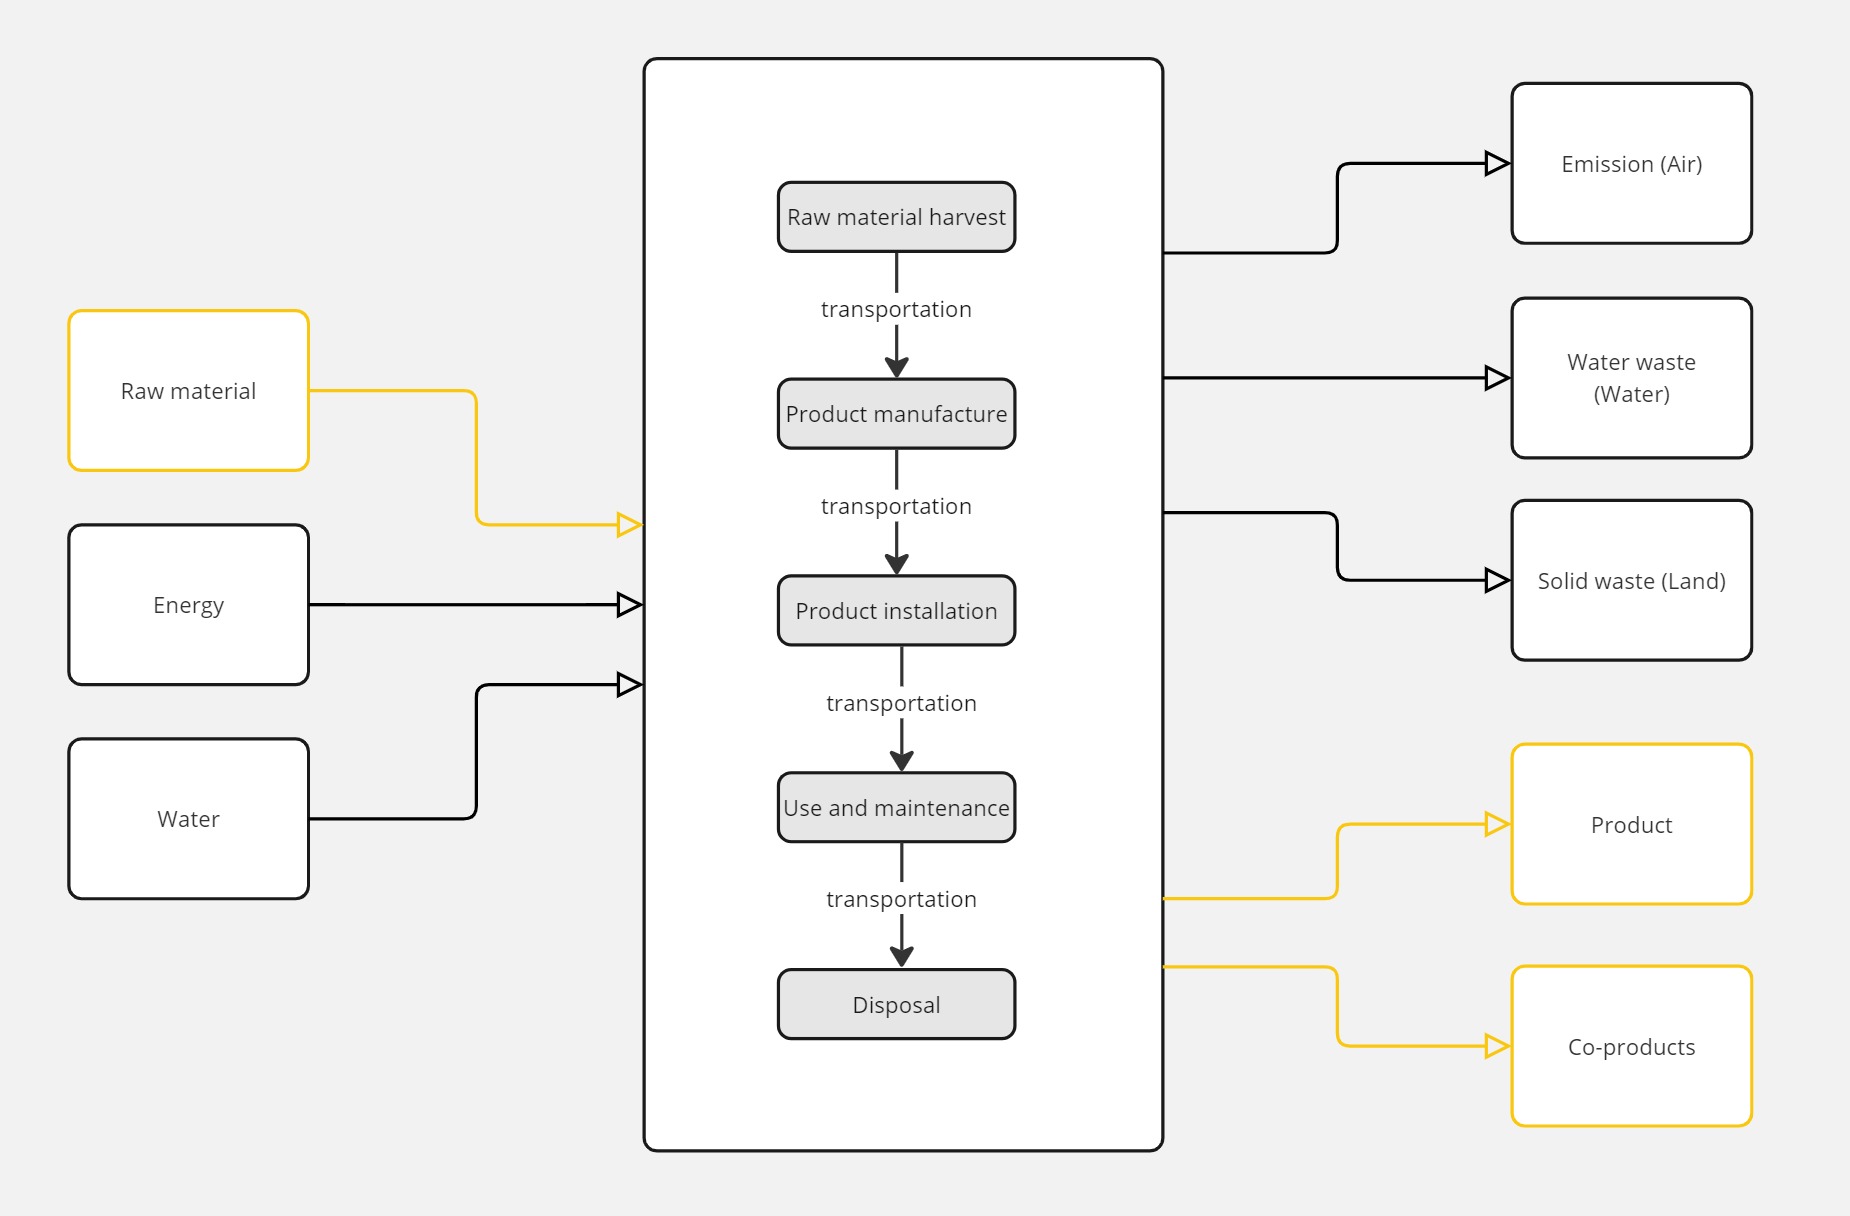 Raw material
Energy
Water
Raw material harvest
transportation
Product manufacture
transportation
Product installation
transportation
Use and maintenance
transportation
Disposal
Emission (Air)
Water waste
(Water)
Solid waste (Land)
Product
Co-products